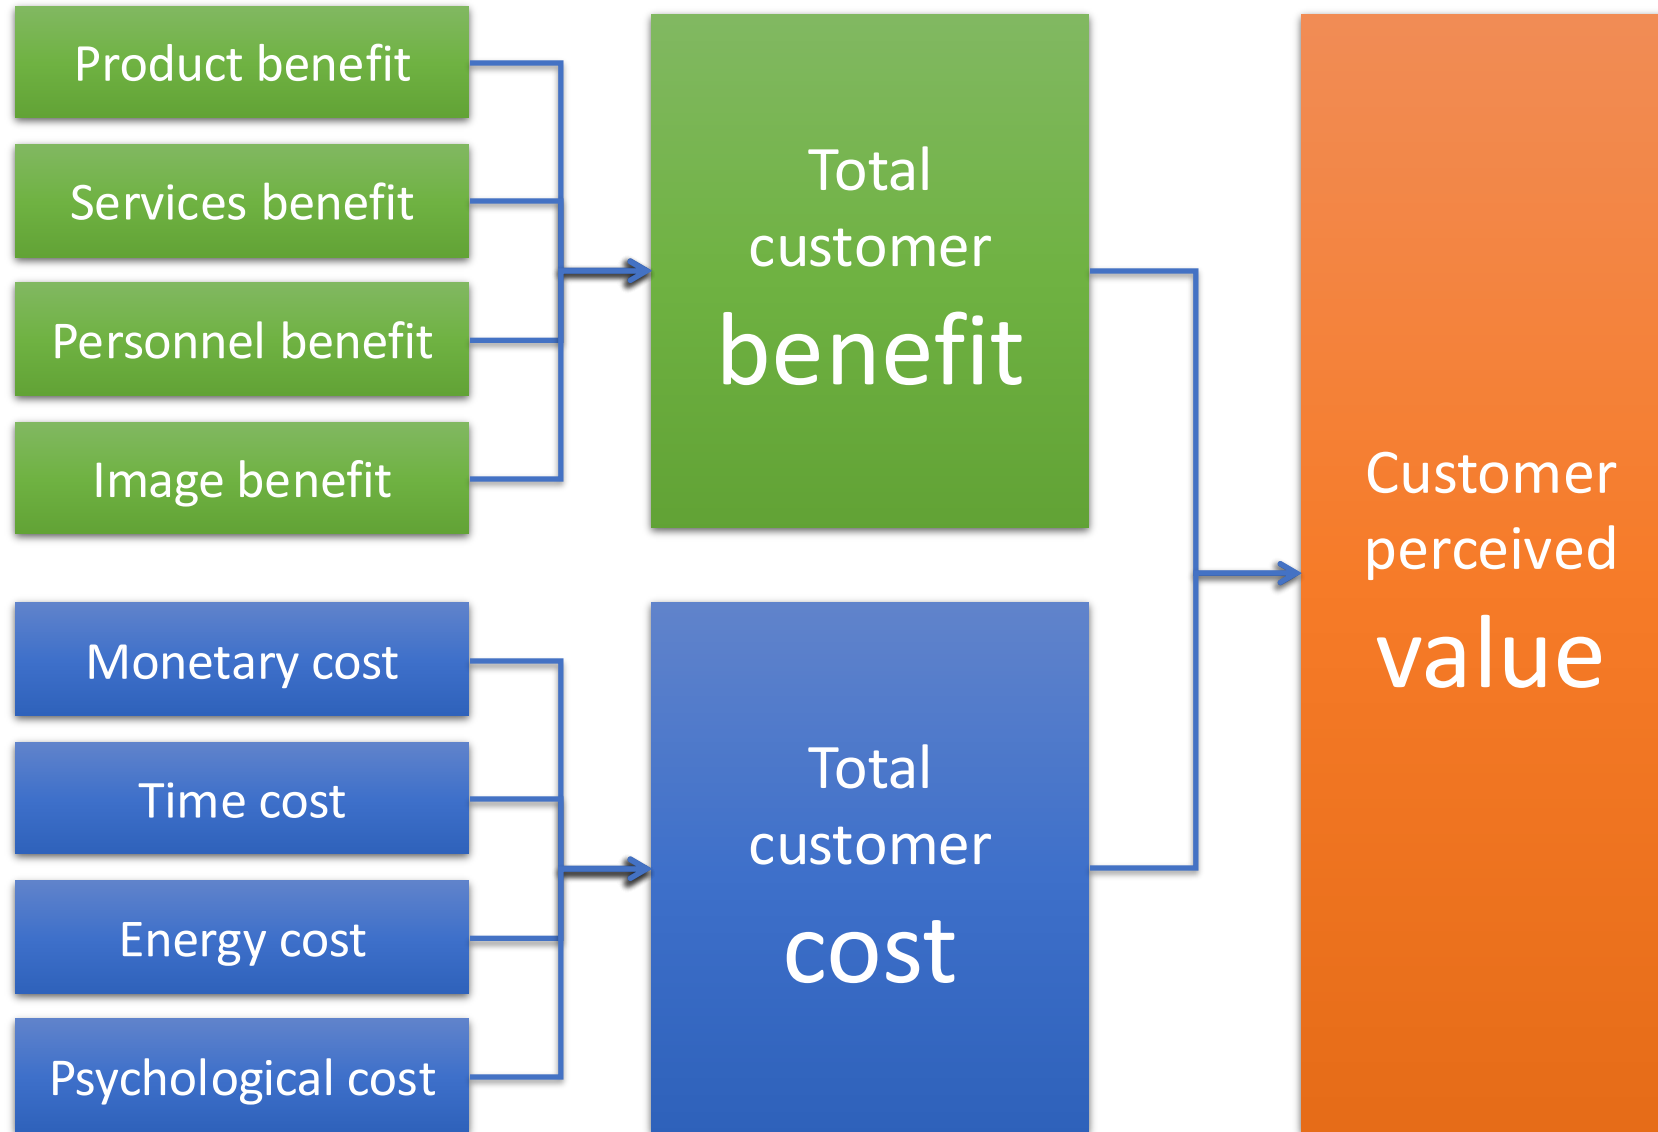 Product benefit
Services benefit
Personnel benefit
Image benefit
Total
customer
benefit
Monetary cost
Time cost
Energy cost
Psychological cost
Total
customer
cost
Customer
perceived
value